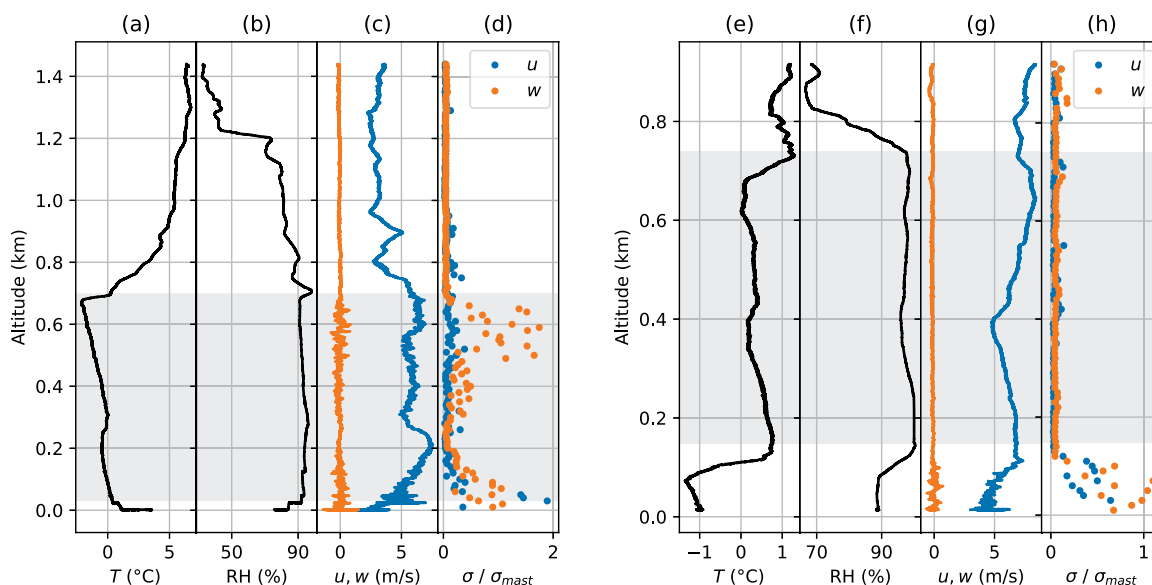 (a) (b) (c) (d) (e) (f) (g) (h)
u
w
u
w
1.4
1.2
1.0
0.8
0.6
0.4
0.2
0.0
Altitude (km)
0.8
0.6
0.4
0.2
0.0
Altitude (km)
0 5 50 90 0 5 0 2 −1 0 1 70 90 0 5 0 1
T (°C) RH (%) u, w (m/s) σ / σmast T (°C) RH (%) u, w (m/s) σ / σmast